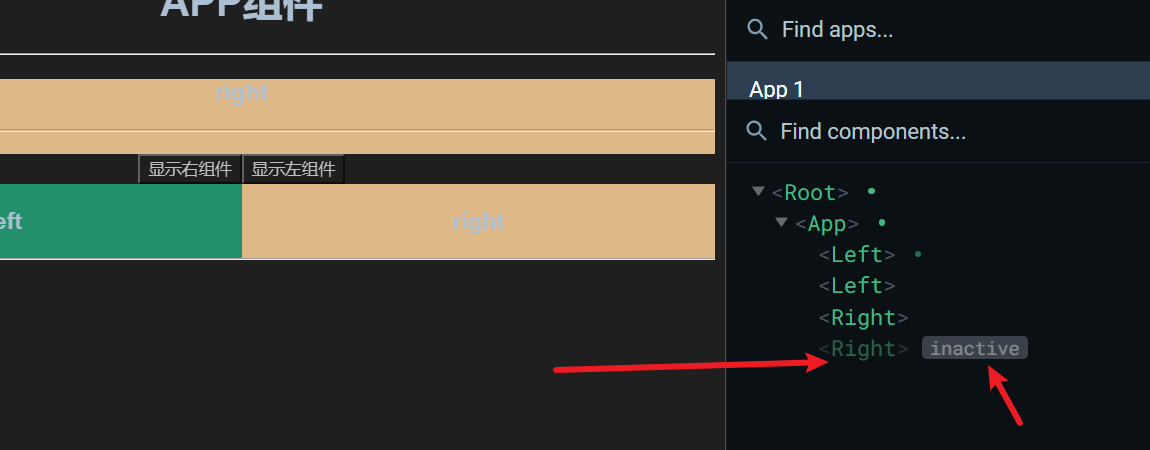 APP组件
right
显示右组件 显示左组件
eft
right
Find apps...
App 1
Find components...
<Root>
<App>
<Left>
<Left>
<Right>
<Right> inactive